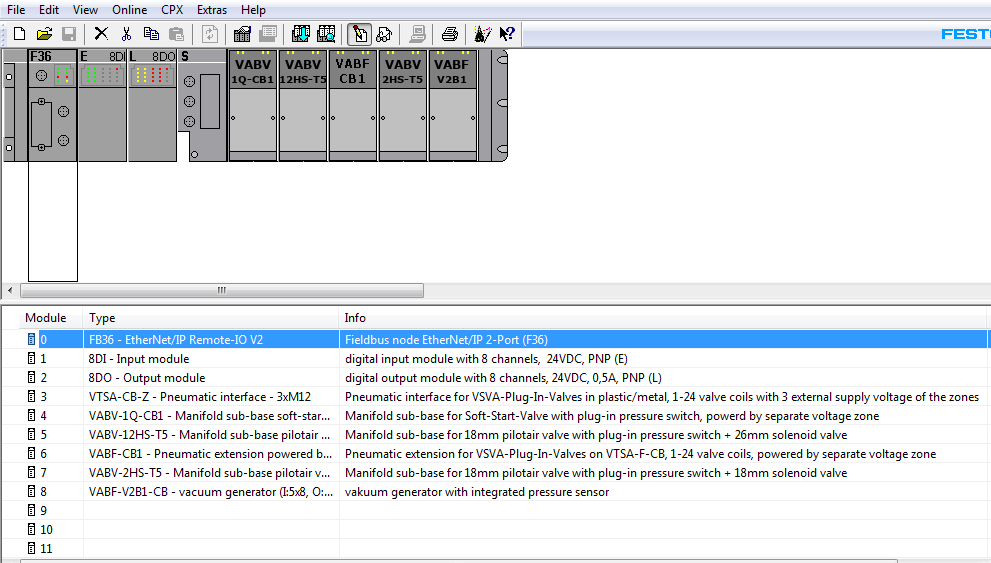 File Edit View Online CPX Extras Help
FEST
F36 E 8DI L 8DO S VABV VABV VABF VABV VABF
1Q-CB1 12HS-T5 CB1 2HS-T5 V2B1
Module Type Info
0 FB36 - EtherNet/IP Remote-IO V2 Fieldbus node EtherNet/IP 2-Port (F36)
1 8DI - Input module digital input module with 8 channels, 24VDC, PNP (E)
2 8DO - Output module digital output module with 8 channels, 24VDC, 0,5A, PNP (L)
3 VTSA-CB-Z - Pneumatic interface - 3xM12 Pneumatic interface for VSVA-Plug-In-Valves in plastic/metal, 1-24 valve coils with 3 external supply voltage of the zones
4 VABV-1Q-CB1 - Manifold sub-base soft-star... Manifold sub-base for Soft-Start-Valve with plug-in pressure switch, powerd by separate voltage zone
5 VABV-12HS-T5 - Manifold sub-base pilotair ... Manifold sub-base for 18mm pilotair valve with plug-in pressure switch + 26mm solenoid valve
6 VABF-CB1 - Pneumatic extension powered b... Pneumatic extension for VSVA-Plug-In-Valves on VTSA-F-CB, 1-24 valve coils, powered by separate voltage zone
7 VABV-2HS-T5 - Manifold sub-base pilotair v... Manifold sub-base for 18mm pilotair valve with plug-in pressure switch + 18mm solenoid valve
8 VABF-V2B1-CB - vacuum generator (I:5x8, O:... vakuum generator with integrated pressure sensor
9
10
11